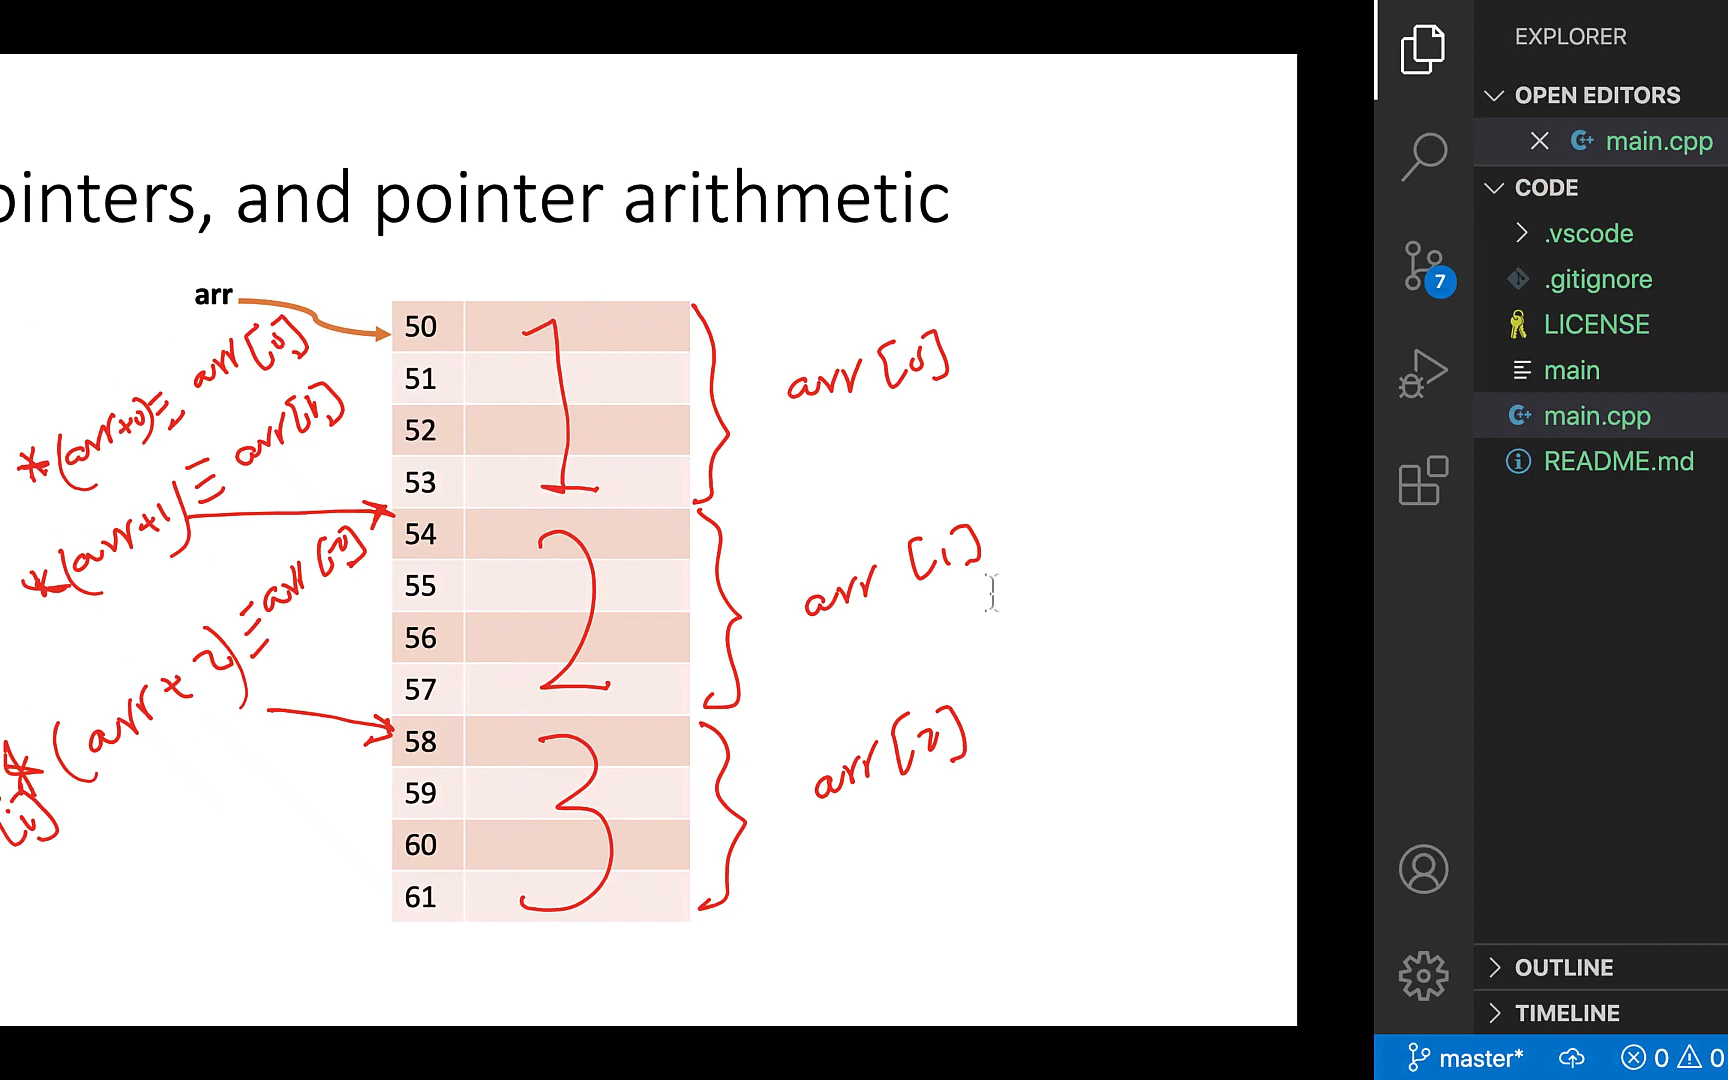 ointers, and pointer arithmetic
arr
50
51
52
53
54
55
56
57
58
59
60
61
1
2
3
*(arr+0) ≡ arr[0]
*(arr+1) ≡ arr[1]
*(arr+2) ≡ arr[2]
[i]
arr[0]
arr[1]
arr[2]
EXPLORER
OPEN EDITORS
main.cpp
CODE
.vscode
.gitignore
LICENSE
main
main.cpp
README.md
7
OUTLINE
TIMELINE
master*
0
0